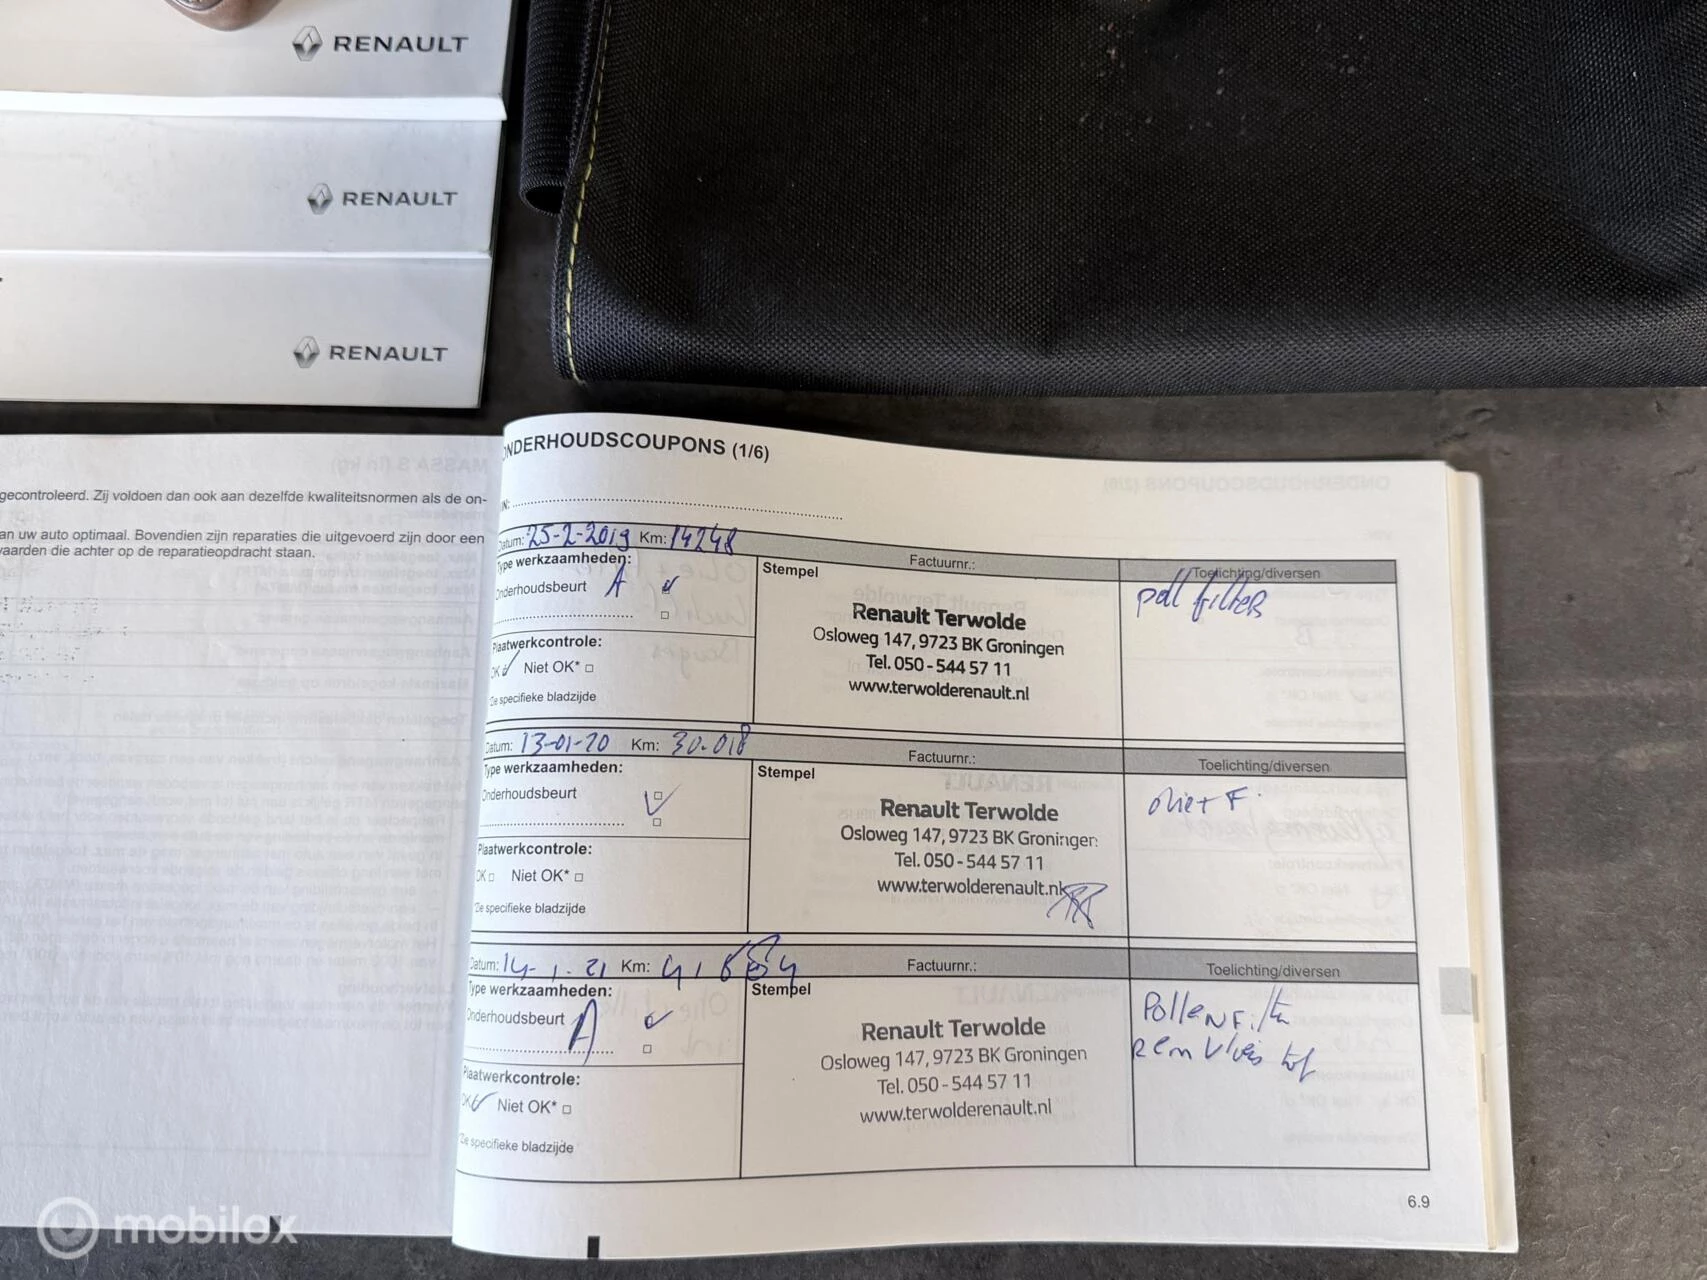 RENAULT
RENAULT
RENAULT
gecontroleerd. Zij voldoen dan ook aan dezelfde kwaliteitsnormen als de on-
an uw auto optimaal. Bovendien zijn reparaties die uitgevoerd zijn door een
vaarden die achter op de reparatieopdracht staan.
ONDERHOUDSCOUPONS (1/6)
Datum: 25-2-2019 Km: 14248 Factuurnr.: Toelichting/diversen
Type werkzaamheden:
Onderhoudsbeurt A
Plaatwerkcontrole:
OK Niet OK*
*Zie specifieke bladzijde
Stempel
Renault Terwolde
Osloweg 147, 9723 BK Groningen
Tel. 050-544 57 11
www.terwolderenault.nl
poll filter
Datum: 13-01-20 Km: 30.018 Factuurnr.: Toelichting/diversen
Type werkzaamheden:
Onderhoudsbeurt
Plaatwerkcontrole:
OK Niet OK*
*Zie specifieke bladzijde
Stempel
Renault Terwolde
Osloweg 147, 9723 BK Groningen
Tel. 050-544 57 11
www.terwolderenault.nl
olie+F.
Datum: 14-1-21 Km: Factuurnr.: Toelichting/diversen
Type werkzaamheden:
Onderhoudsbeurt A
Plaatwerkcontrole:
OK Niet OK*
*Zie specifieke bladzijde
Stempel
Renault Terwolde
Osloweg 147, 9723 BK Groningen
Tel. 050-544 57 11
www.terwolderenault.nl
Pollenfilter
Remvloeistof
6.9
mobilox